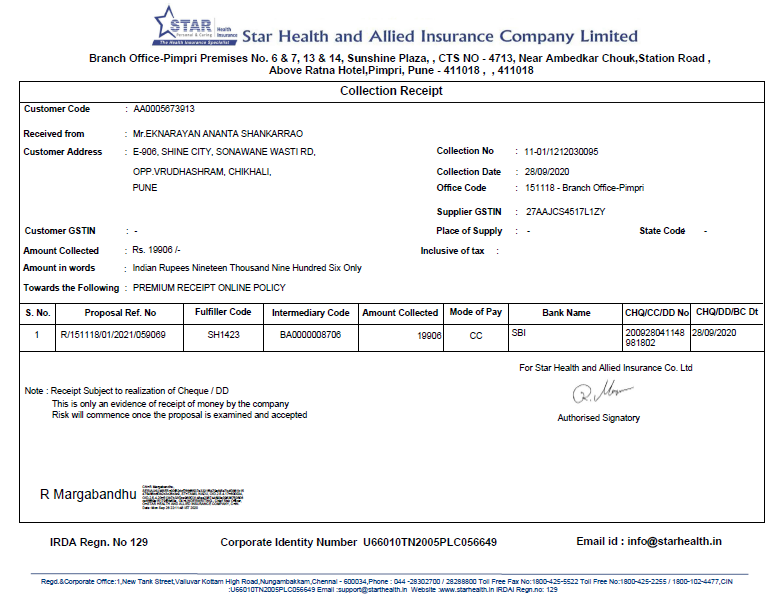 STAR Health
Personal & Caring Insurance
The Health Insurance Specialist
Star Health and Allied Insurance Company Limited
Branch Office-Pimpri Premises No. 6 & 7, 13 & 14, Sunshine Plaza, , CTS NO - 4713, Near Ambedkar Chouk,Station Road ,
Above Ratna Hotel,Pimpri, Pune - 411018 , , 411018
Collection Receipt
Customer Code : AA0005673913
Received from : Mr.EKNARAYAN ANANTA SHANKARRAO
Customer Address : E-906, SHINE CITY, SONAWANE WASTI RD, Collection No : 11-01/1212030095
OPP.VRUDHASHRAM, CHIKHALI, Collection Date : 28/09/2020
PUNE Office Code : 151118 - Branch Office-Pimpri
Supplier GSTIN : 27AAJCS4517L1ZY
Customer GSTIN : - Place of Supply : - State Code -
Amount Collected : Rs. 19906 /- Inclusive of tax :
Amount in words : Indian Rupees Nineteen Thousand Nine Hundred Six Only
Towards the Following : PREMIUM RECEIPT ONLINE POLICY
S. No. Proposal Ref. No Fulfiller Code Intermediary Code Amount Collected Mode of Pay Bank Name CHQ/CC/DD No CHQ/DD/BC Dt
1 R/151118/01/2021/059069 SH1423 BA0000008706 19906 CC SBI 200928041148 28/09/2020
981802
For Star Health and Allied Insurance Co. Ltd
Note : Receipt Subject to realization of Cheque / DD
This is only an evidence of receipt of money by the company
Risk will commence once the proposal is examined and accepted
Authorised Signatory
R Margabandhu
IRDA Regn. No 129 Corporate Identity Number U66010TN2005PLC056649 Email id : info@starhealth.in
Regd.&Corporate Office:1,New Tank Street,Valluvar Kottam High Road,Nungambakkam,Chennai - 600034,Phone : 044 -28302700 / 28288800 Toll Free Fax No:1800-425-5522 Toll Free No:1800-425-2255 / 1800-102-4477,CIN
:U66010TN2005PLC056649 Email :support@starhealth.in Website :www.starhealth.in IRDAI Regn.no: 129